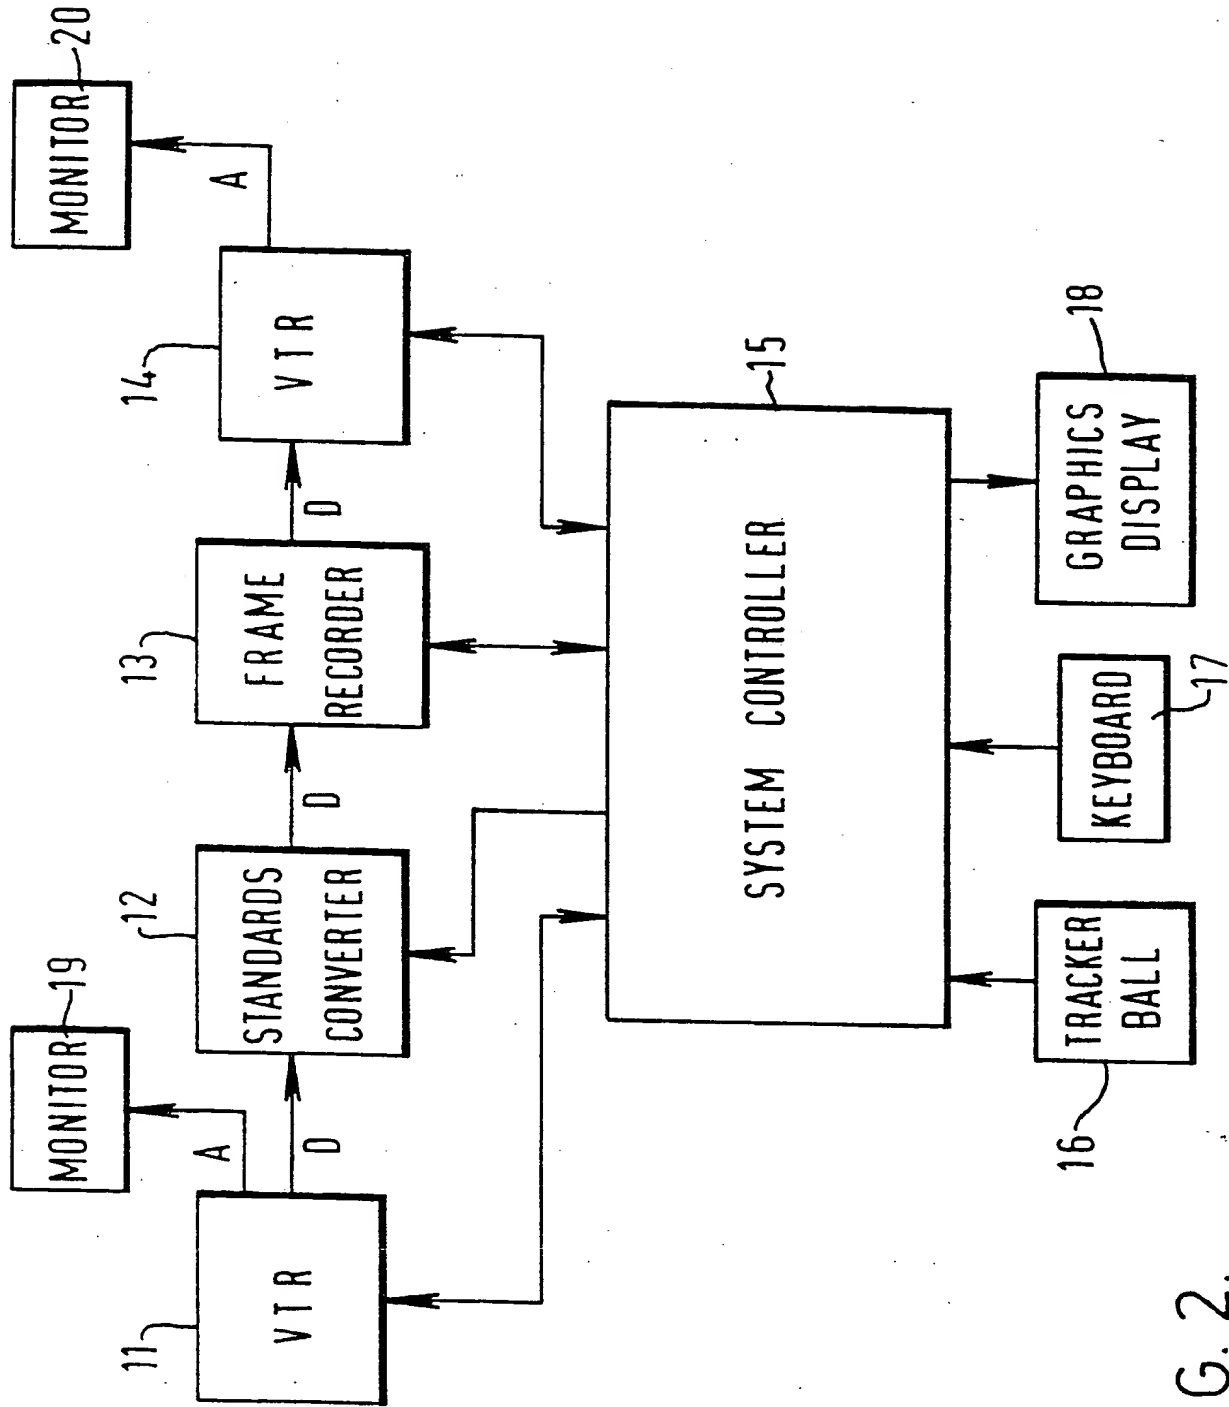 MONITOR
19
MONITOR
20
11
VTR
A
D
12
STANDARDS
CONVERTER
D
13
FRAME
RECORDER
D
14
VTR
A
15
SYSTEM CONTROLLER
16
TRACKER
BALL
KEYBOARD
17
GRAPHICS
DISPLAY
18
G. 2.